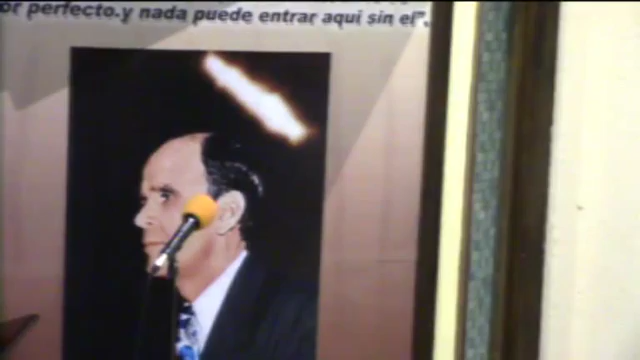 or perfecto.y nada puede entrar aqui sin el".